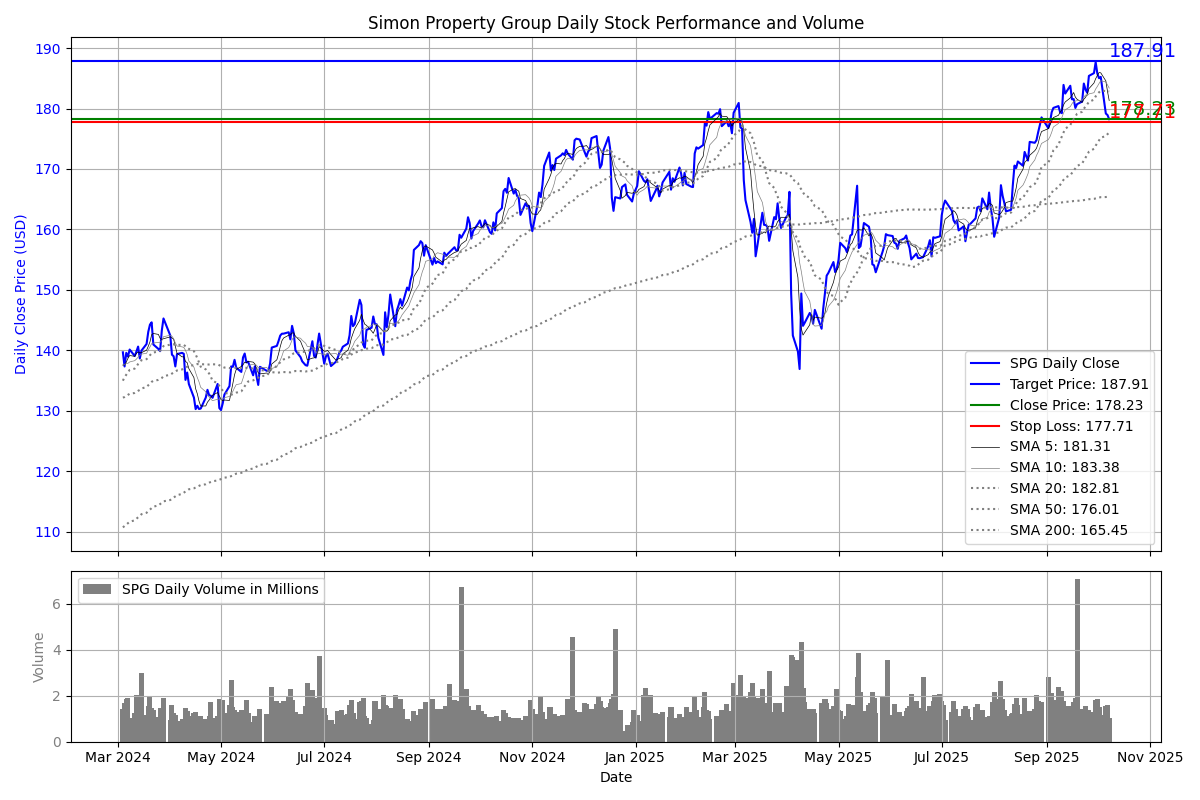 Simon Property Group Daily Stock Performance and Volume
Daily Close Price (USD)
190
180
170
160
150
140
130
120
110
187.91
178.23
177.71
SPG Daily Close
Target Price: 187.91
Close Price: 178.23
Stop Loss: 177.71
SMA 5: 181.31
SMA 10: 183.38
SMA 20: 182.81
SMA 50: 176.01
SMA 200: 165.45
SPG Daily Volume in Millions
Volume
6
4
2
0
Mar 2024 May 2024 Jul 2024 Sep 2024 Nov 2024 Jan 2025 Mar 2025 May 2025 Jul 2025 Sep 2025 Nov 2025
Date